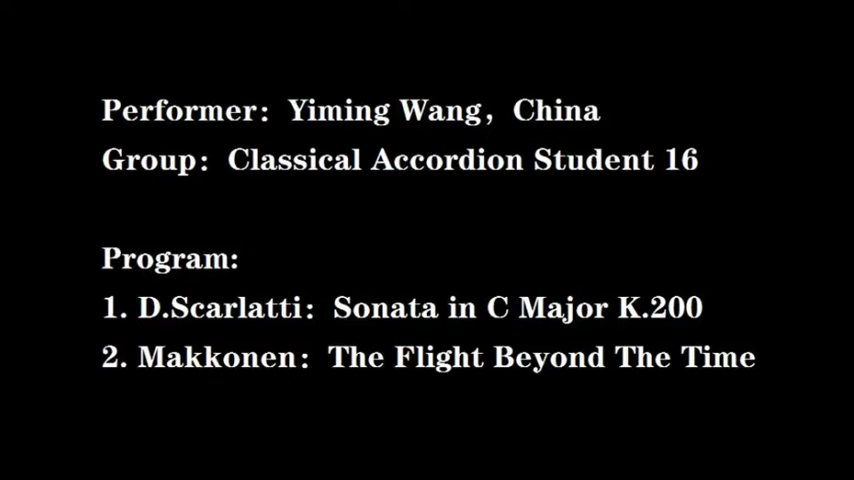 Performer： Yiming Wang， China
Group： Classical Accordion Student 16
Program:
1. D.Scarlatti： Sonata in C Major K.200
2. Makkonen： The Flight Beyond The Time